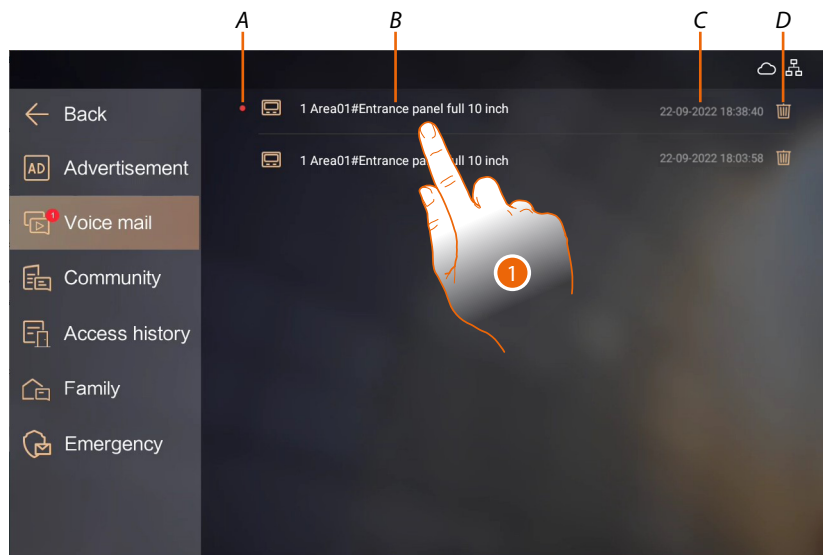 A B C D
1 Area01#Entrance panel full 10 inch 22-09-2022 18:38:40
Back
1 Area01#Entrance pa ull 10 inch 22-09-2022 18:03:58
AD Advertisement
1 Voice mail
1
Community
Access history
Family
Emergency